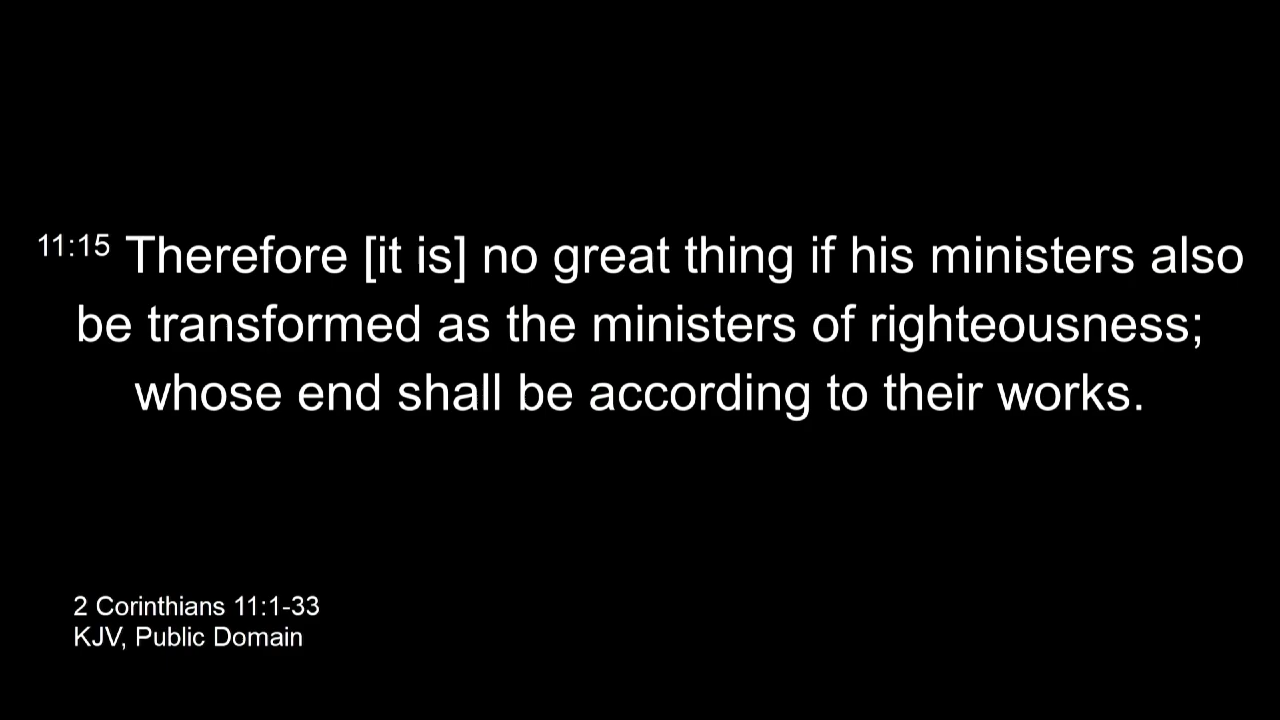 11:15 Therefore [it is] no great thing if his ministers also
be transformed as the ministers of righteousness;
whose end shall be according to their works.
2 Corinthians 11:1-33
KJV, Public Domain